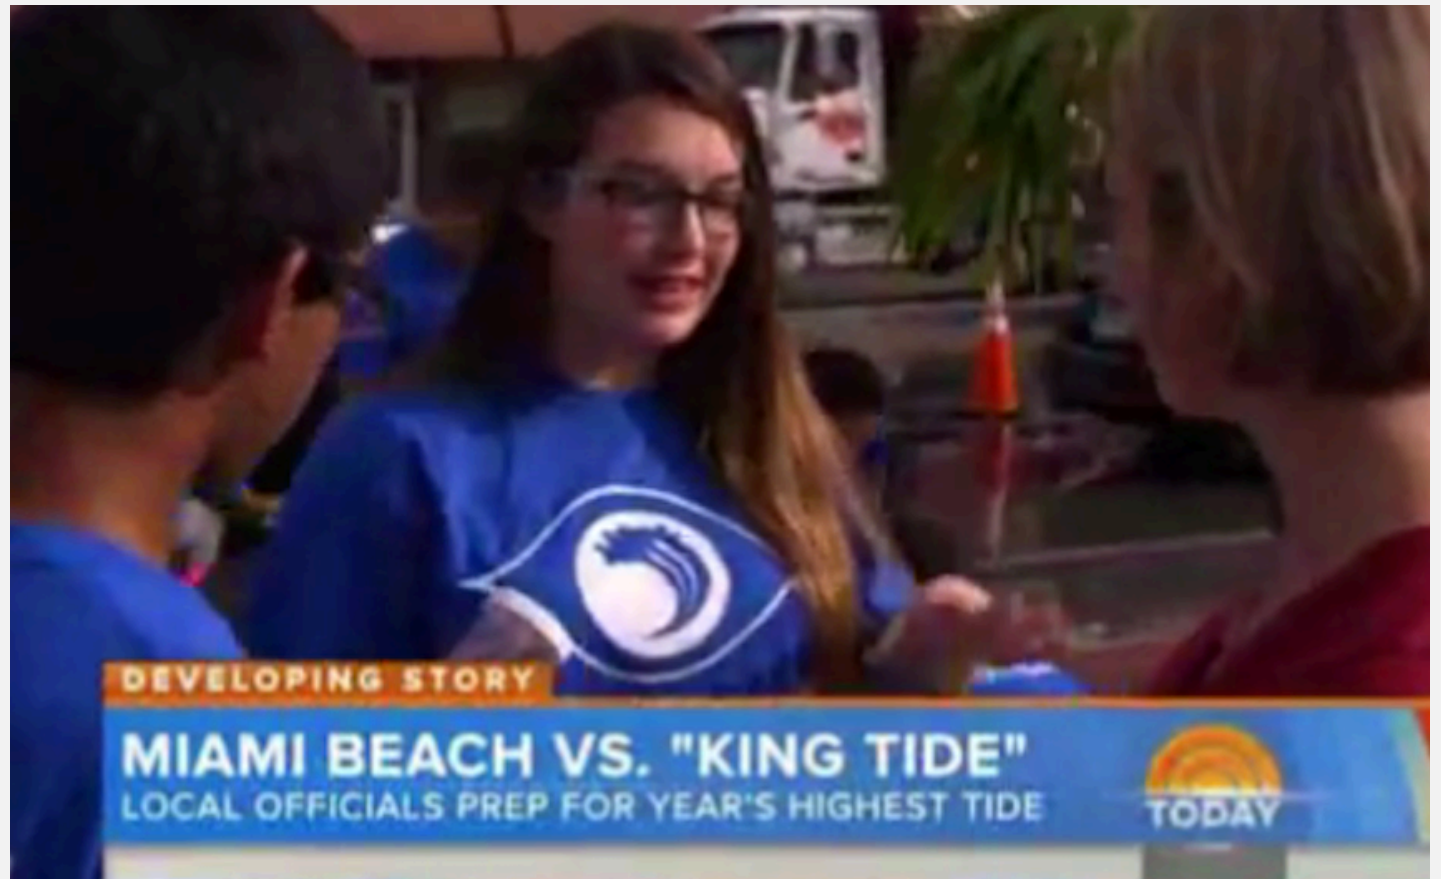 DEVELOPING STORY
MIAMI BEACH VS. "KING TIDE"
LOCAL OFFICIALS PREP FOR YEAR'S HIGHEST TIDE
TODAY